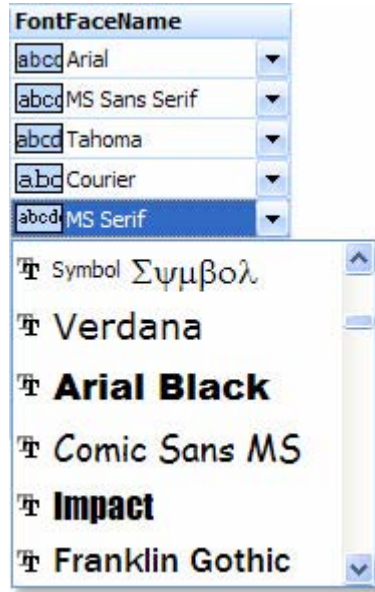 FontFaceName
abcd Arial
abcd MS Sans Serif
abcd Tahoma
abc Courier
abcd MS Serif
Symbol Σψμβολ
Verdana
Arial Black
Comic Sans MS
Impact
Franklin Gothic